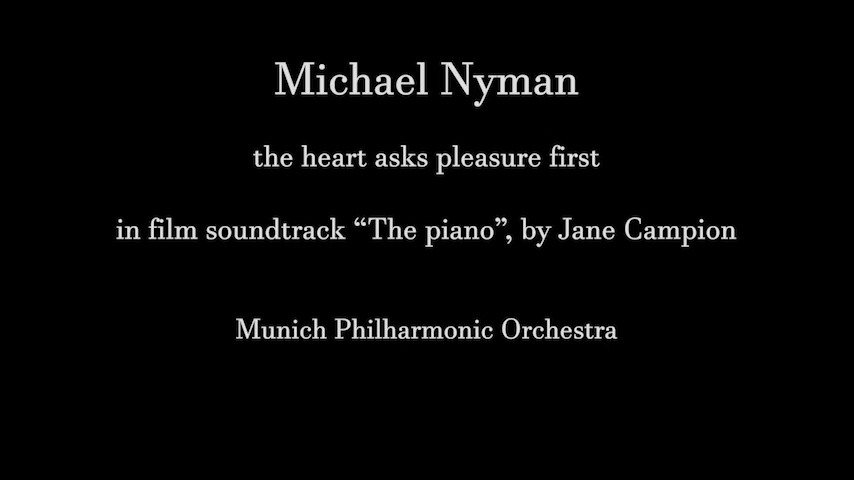 Michael Nyman
the heart asks pleasure first
in film soundtrack “The piano”, by Jane Campion
Munich Philharmonic Orchestra